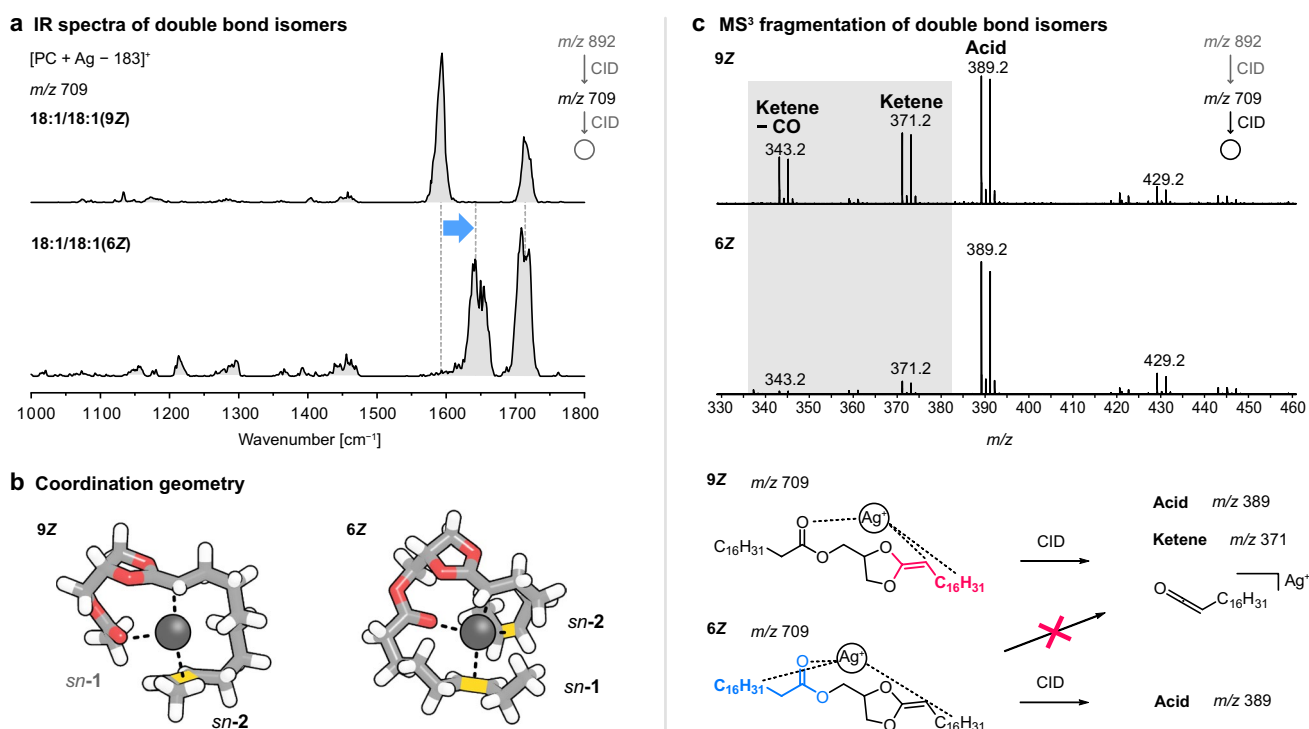 a IR spectra of double bond isomers
[PC + Ag − 183]⁺
m/z 709
18:1/18:1(9Z)
m/z 892
CID
m/z 709
CID
18:1/18:1(6Z)
1000 1100 1200 1300 1400 1500 1600 1700 1800
Wavenumber [cm⁻¹]
b Coordination geometry
9Z
sn-1
sn-2
6Z
sn-2
sn-1
c MS³ fragmentation of double bond isomers
9Z
Acid
389.2
Ketene
− CO
343.2
Ketene
371.2
429.2
m/z 892
CID
m/z 709
CID
6Z
389.2
343.2
371.2
429.2
330 340 350 360 370 380 390 400 410 420 430 440 450 460
m/z
9Z m/z 709
O
Ag⁺
C₁₆H₃₁
O
O
O
C₁₆H₃₁
CID
Acid m/z 389
Ketene m/z 371
O
C₁₆H₃₁
Ag⁺
6Z m/z 709
O
Ag⁺
C₁₆H₃₁
O
O
O
C₁₆H₃₁
CID
Acid m/z 389